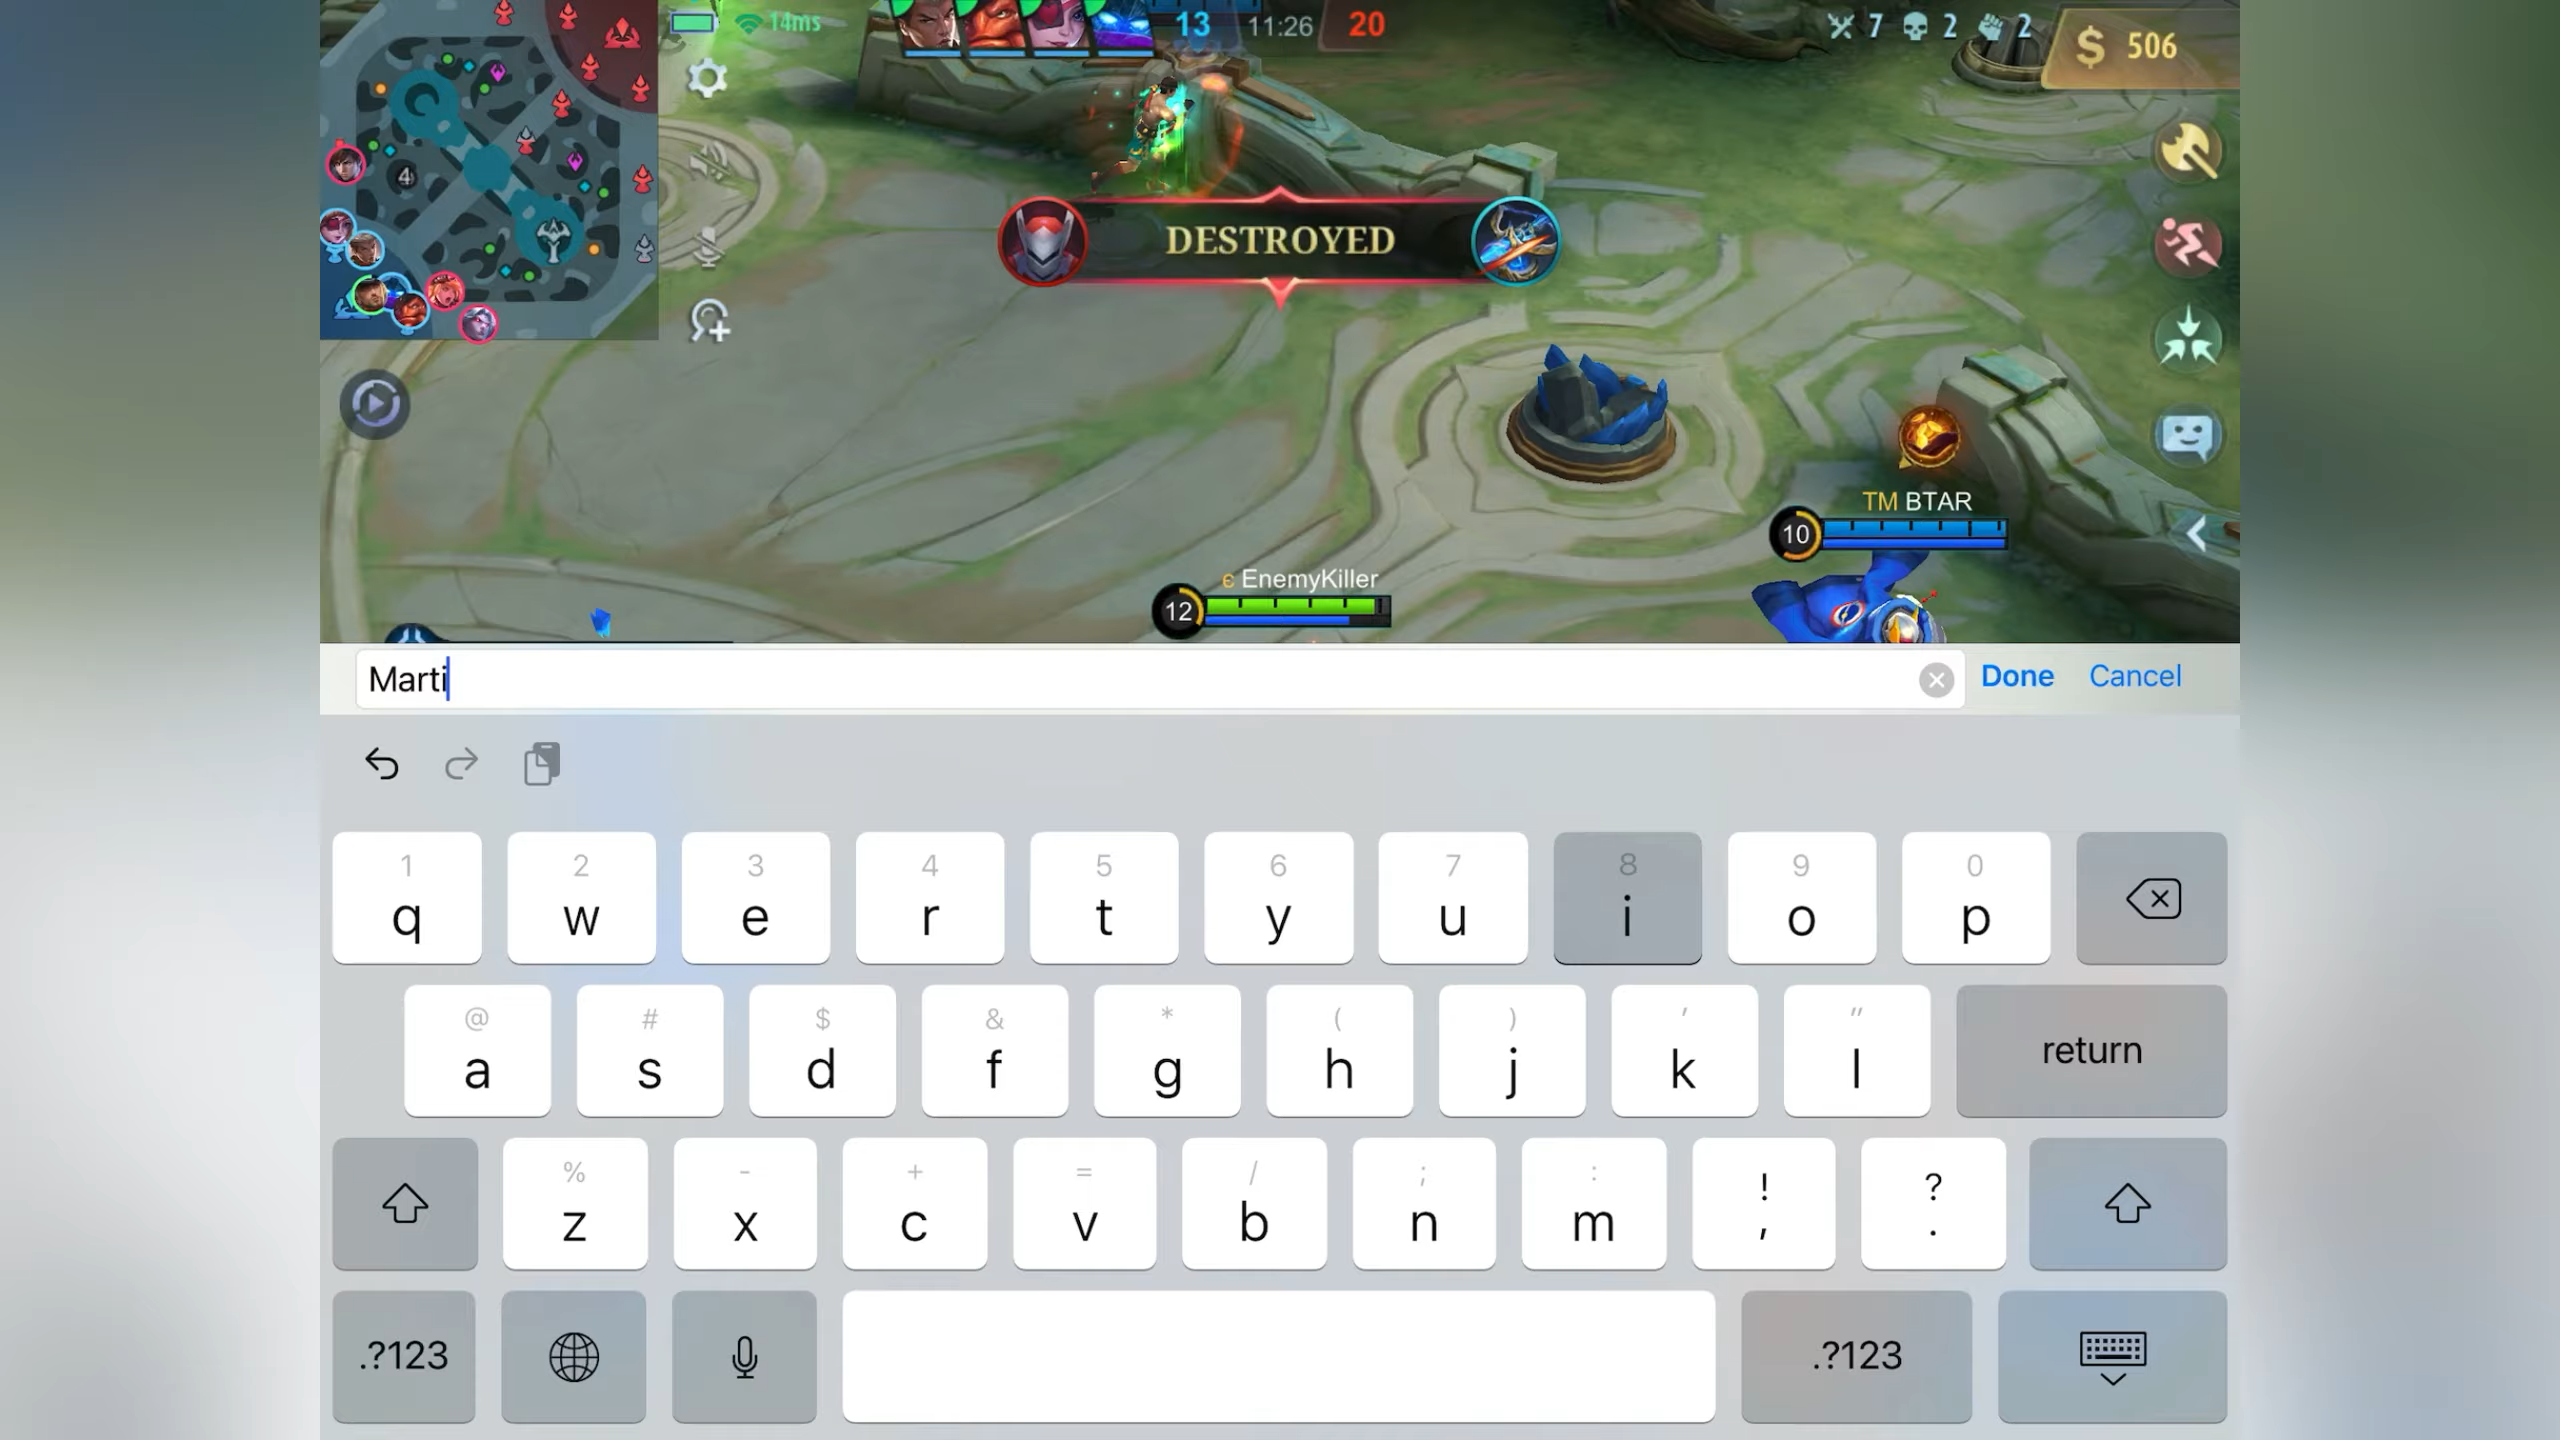 14ms
13 11:26 20
7 2 2
$ 506
4
DESTROYED
TM BTAR
10
є EnemyKiller
12
Marti
Done Cancel
1 2 3 4 5 6 7 8 9 0
q w e r t y u i o p
@ # $ & * ( ) ' "
a s d f g h j k l return
% - + = / ; : ! ?
z x c v b n m , .
.?123 .?123